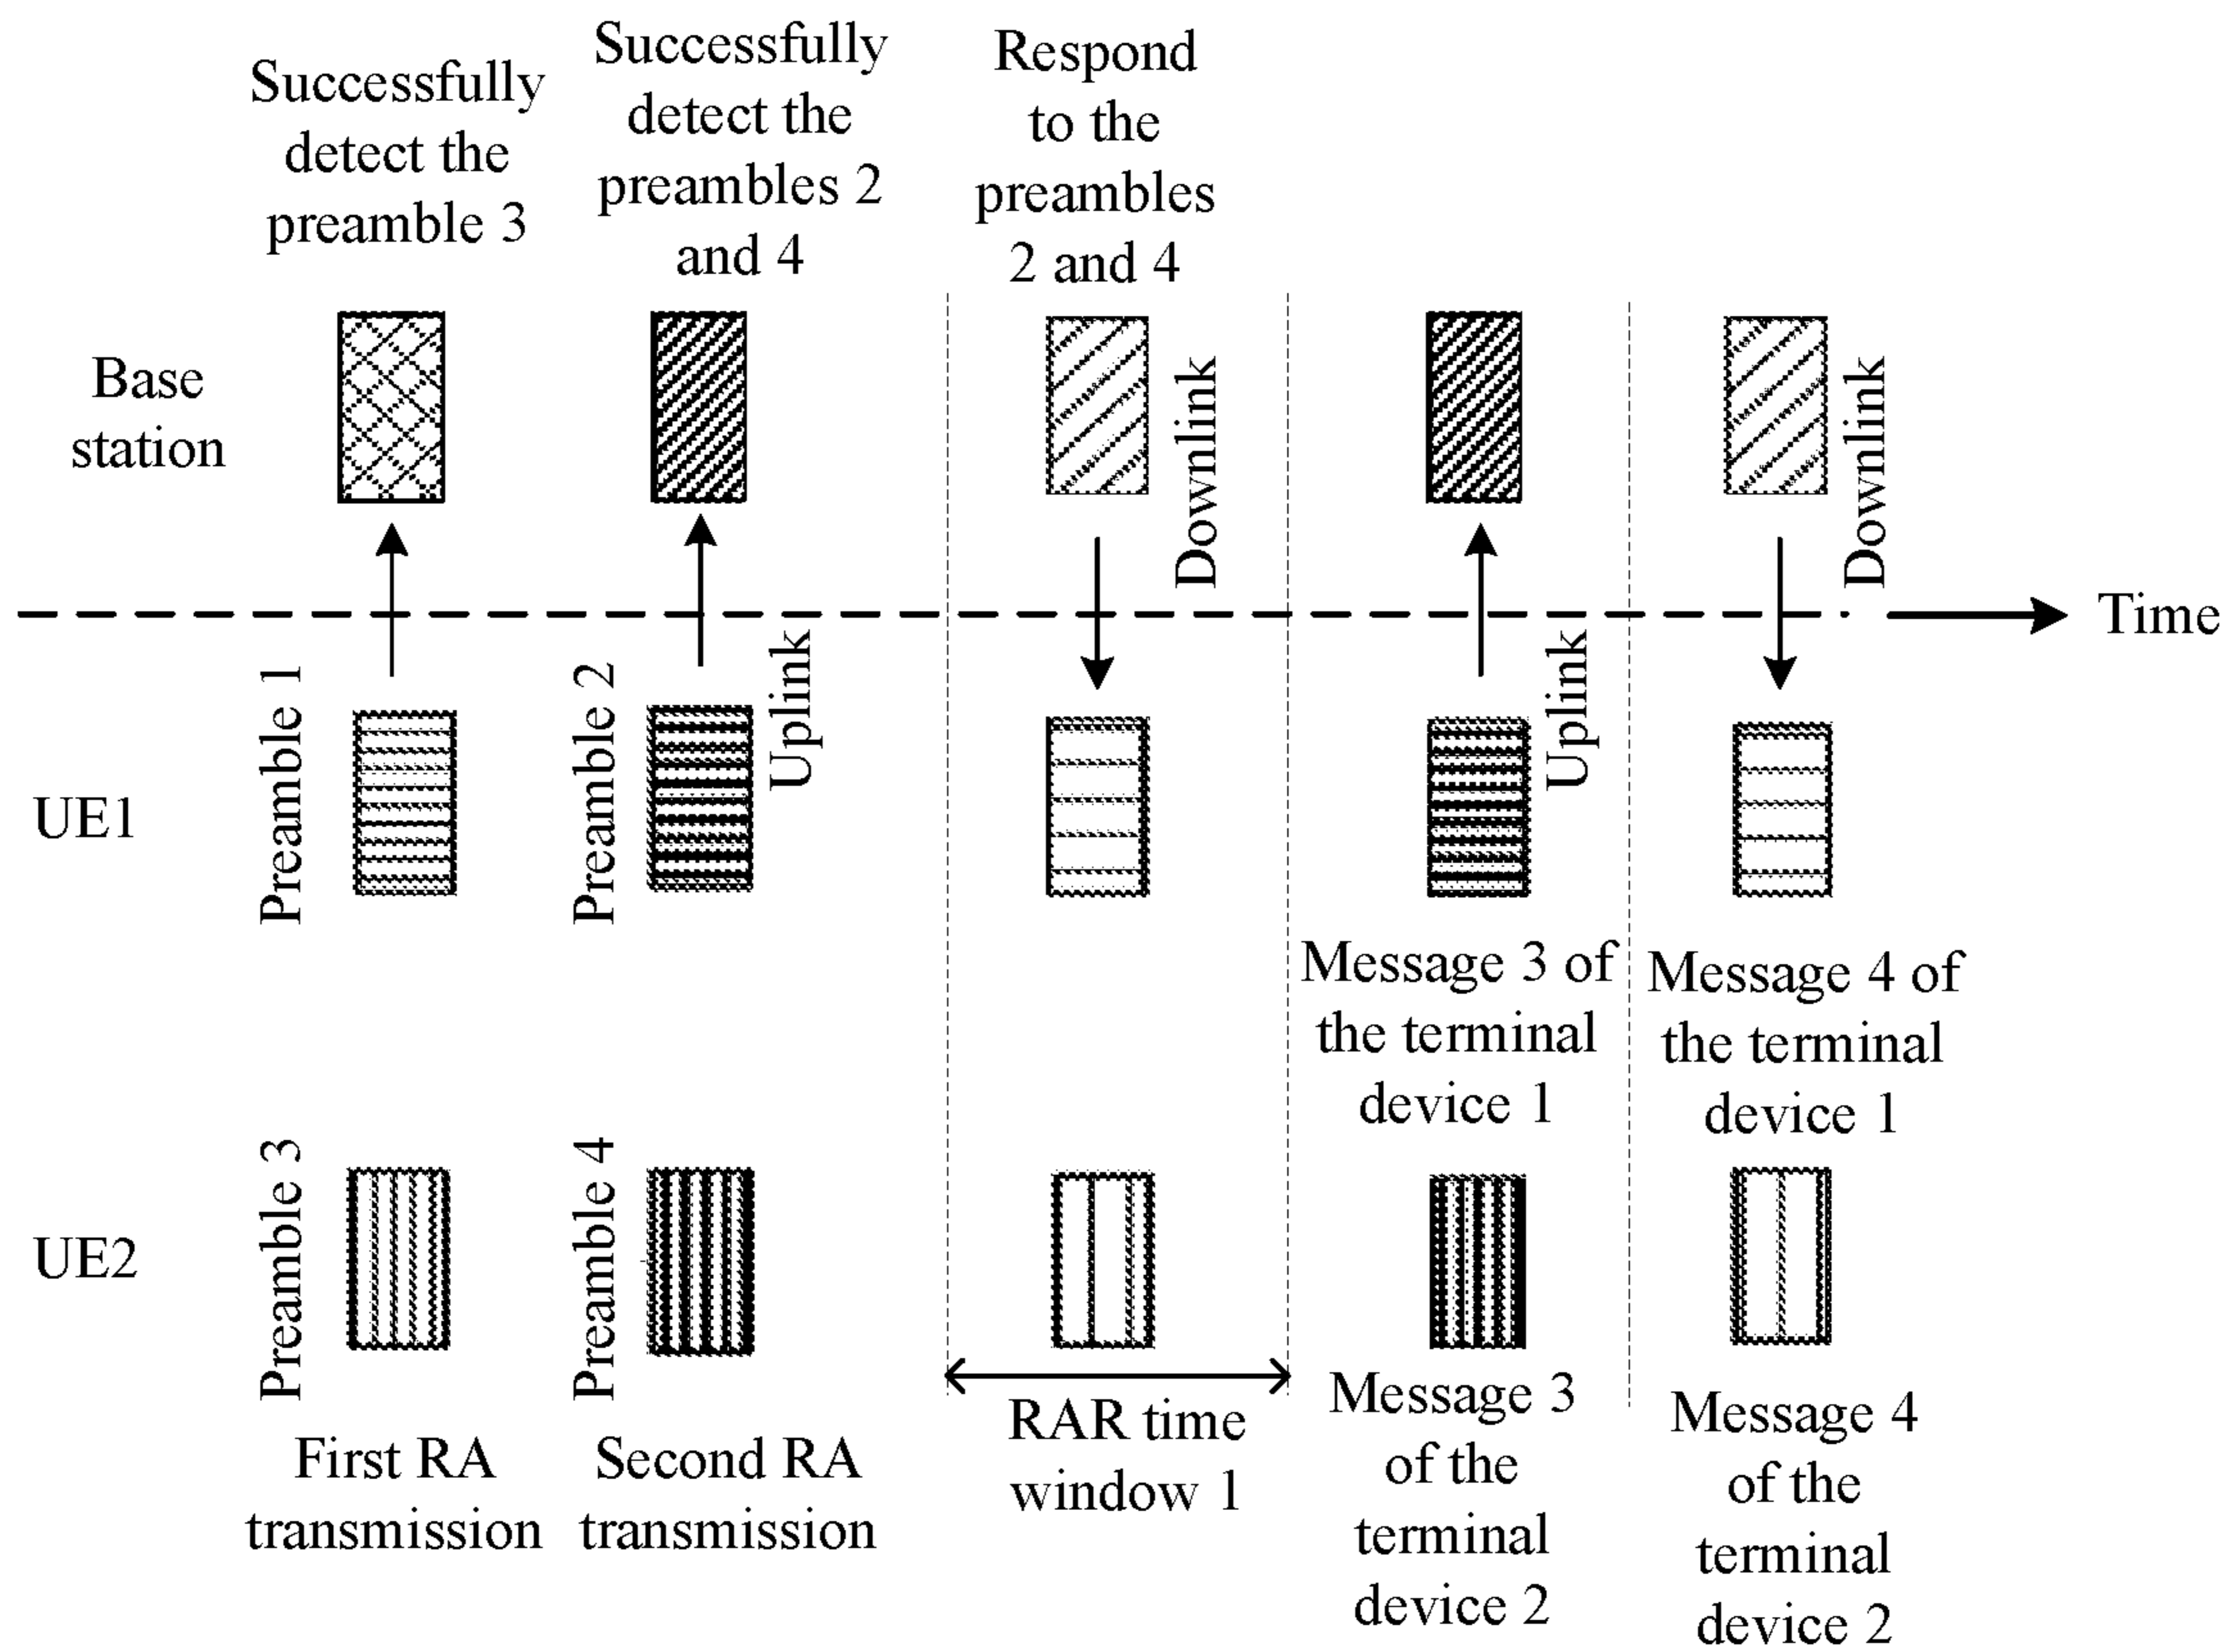 Successfully
detect the
preamble 3
Successfully
detect the
preambles 2
and 4
Respond
to the
preambles
2 and 4
Base
station
Downlink
Downlink
Time
UE1
Preamble 1
Preamble 2
Uplink
Uplink
Message 3 of
the terminal
device 1
Message 4 of
the terminal
device 1
UE2
Preamble 3
Preamble 4
First RA
transmission
Second RA
transmission
RAR time
window 1
Message 3
of the
terminal
device 2
Message 4
of the
terminal
device 2